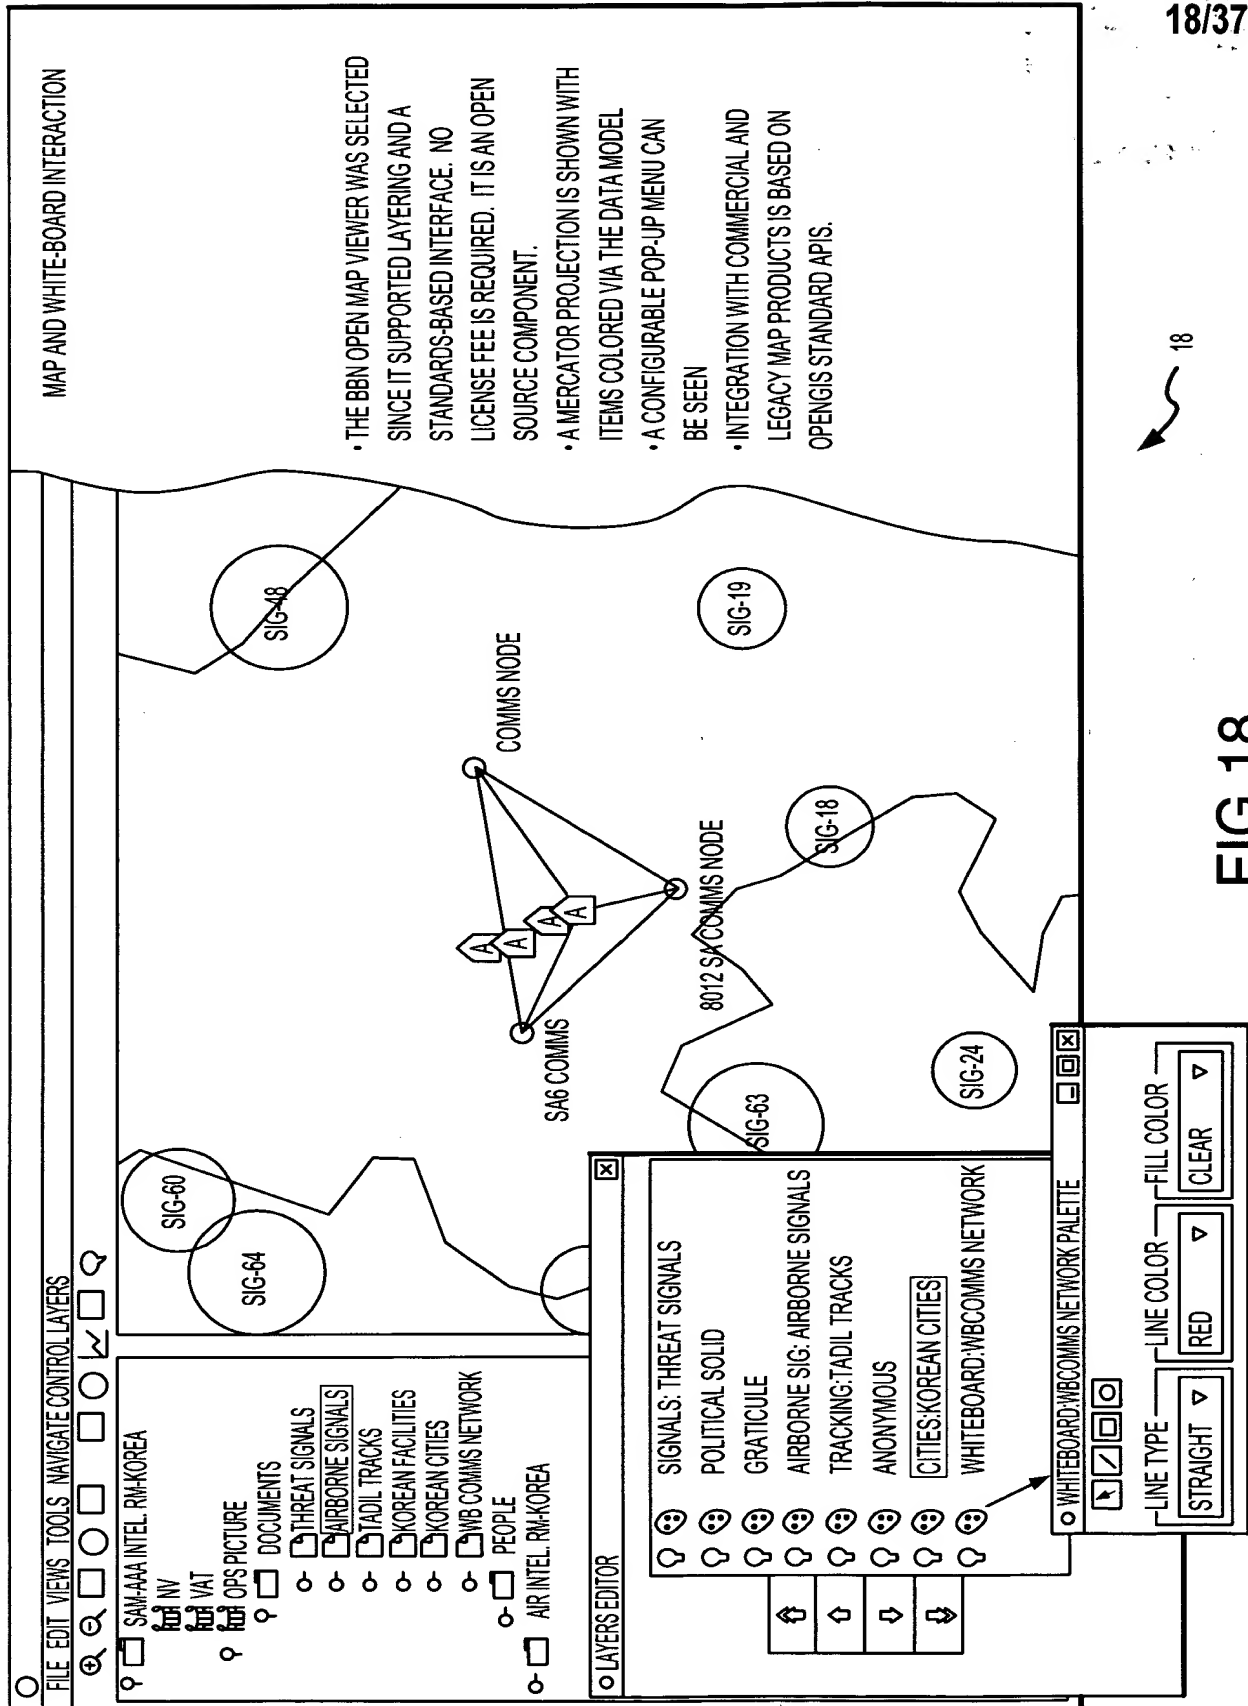 18/37
MAP AND WHITE-BOARD INTERACTION
FILE EDIT VIEWS TOOLS NAVIGATE CONTROL LAYERS
SAM-AAA INTEL. RM-KOREA
NV
VAT
OPS PICTURE
DOCUMENTS
THREAT SIGNALS
AIRBORNE SIGNALS
TADIL TRACKS
KOREAN FACILITIES
KOREAN CITIES
WB COMMS NETWORK
PEOPLE
AIR INTEL. RM-KOREA
SIG-60
SIG-64
SIG-48
COMMS NODE
A
A
A
A
SA6 COMMS
8012 SA COMMS NODE
SIG-19
SIG-18
SIG-63
SIG-24
• THE BBN OPEN MAP VIEWER WAS SELECTED
SINCE IT SUPPORTED LAYERING AND A
STANDARDS-BASED INTERFACE. NO
LICENSE FEE IS REQUIRED. IT IS AN OPEN
SOURCE COMPONENT.
• A MERCATOR PROJECTION IS SHOWN WITH
ITEMS COLORED VIA THE DATA MODEL
• A CONFIGURABLE POP-UP MENU CAN
BE SEEN
• INTEGRATION WITH COMMERCIAL AND
LEGACY MAP PRODUCTS IS BASED ON
OPENGIS STANDARD APIS.
LAYERS EDITOR
SIGNALS: THREAT SIGNALS
POLITICAL SOLID
GRATICULE
AIRBORNE SIG: AIRBORNE SIGNALS
TRACKING:TADIL TRACKS
ANONYMOUS
CITIES:KOREAN CITIES
WHITEBOARD:WBCOMMS NETWORK
WHITEBOARD:WBCOMMS NETWORK PALETTE
LINE TYPE
STRAIGHT
LINE COLOR
RED
FILL COLOR
CLEAR
18
FIG. 18